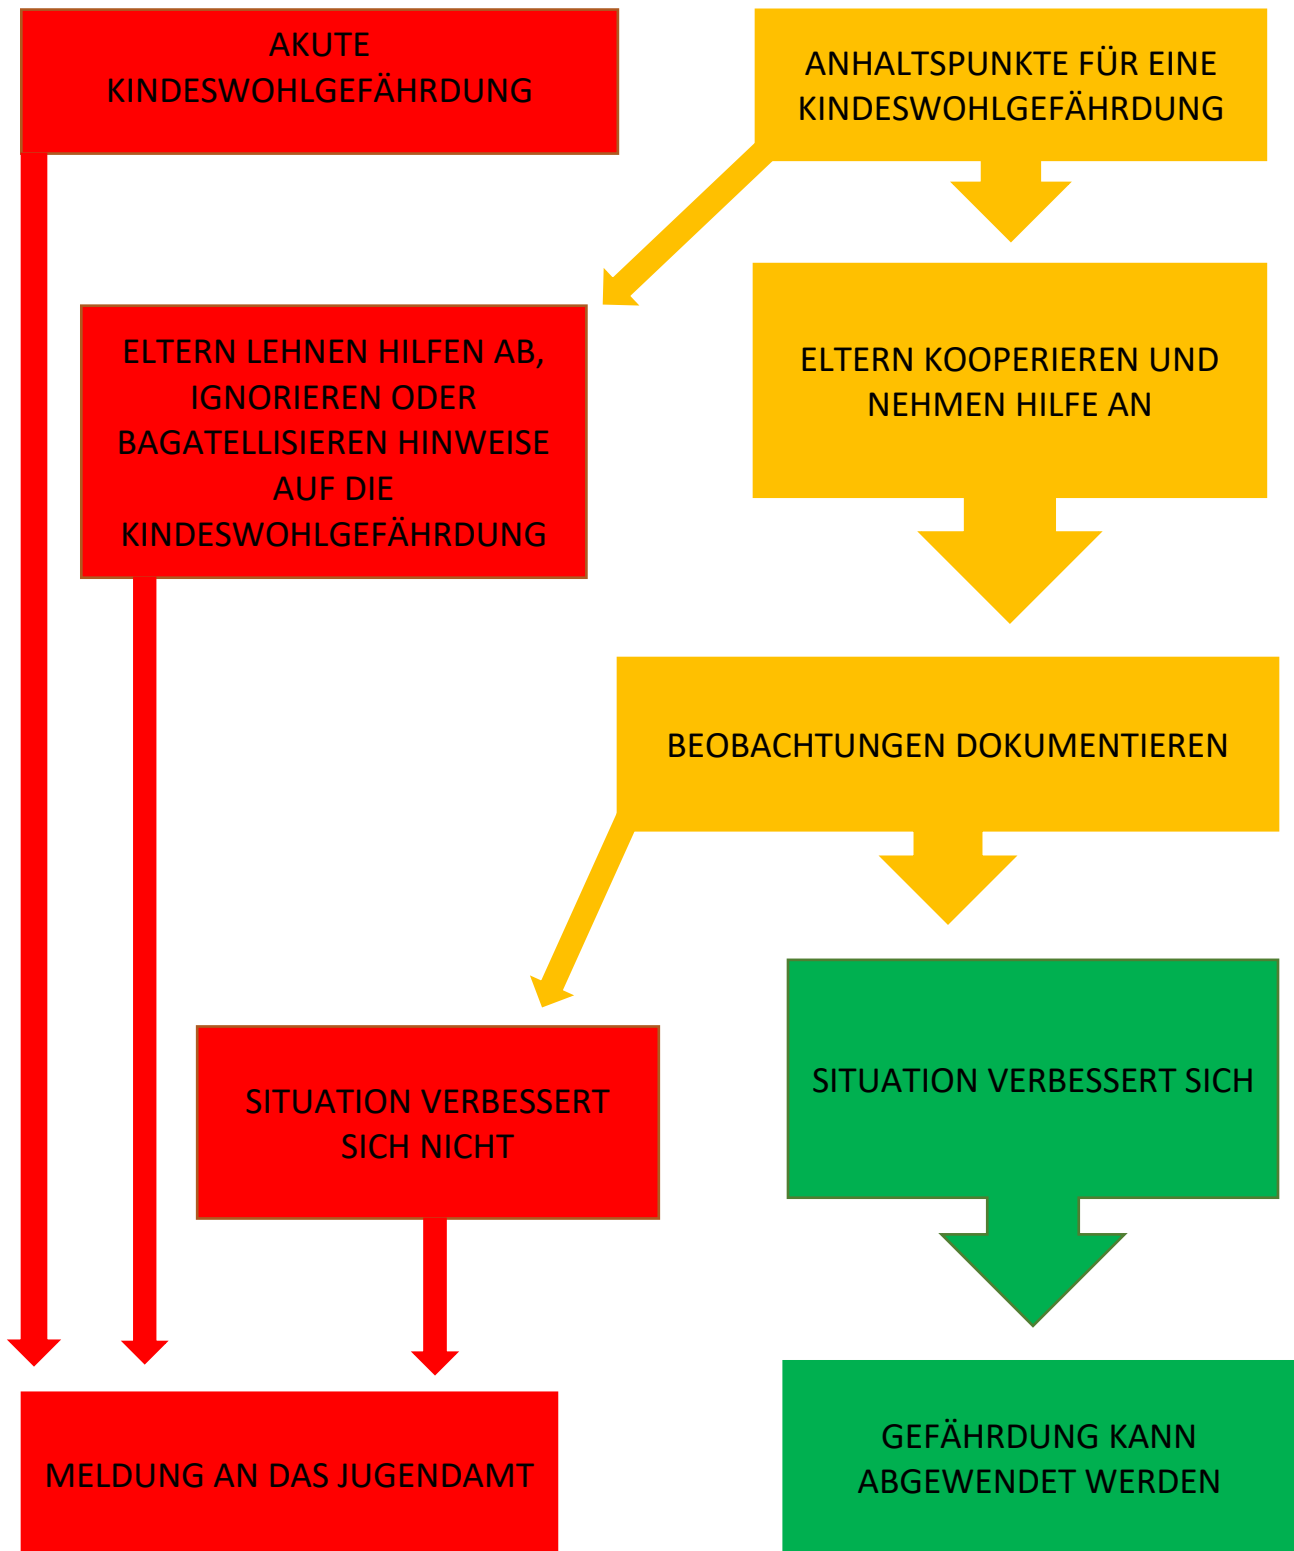 AKUTE
KINDESWOHLGEFÄHRDUNG
ANHALTSPUNKTE FÜR EINE
KINDESWOHLGEFÄHRDUNG
ELTERN LEHNEN HILFEN AB,
IGNORIEREN ODER
BAGATELLISIEREN HINWEISE
AUF DIE
KINDESWOHLGEFÄHRDUNG
ELTERN KOOPERIEREN UND
NEHMEN HILFE AN
BEOBACHTUNGEN DOKUMENTIEREN
SITUATION VERBESSERT
SICH NICHT
SITUATION VERBESSERT SICH
MELDUNG AN DAS JUGENDAMT
GEFÄHRDUNG KANN
ABGEWENDET WERDEN